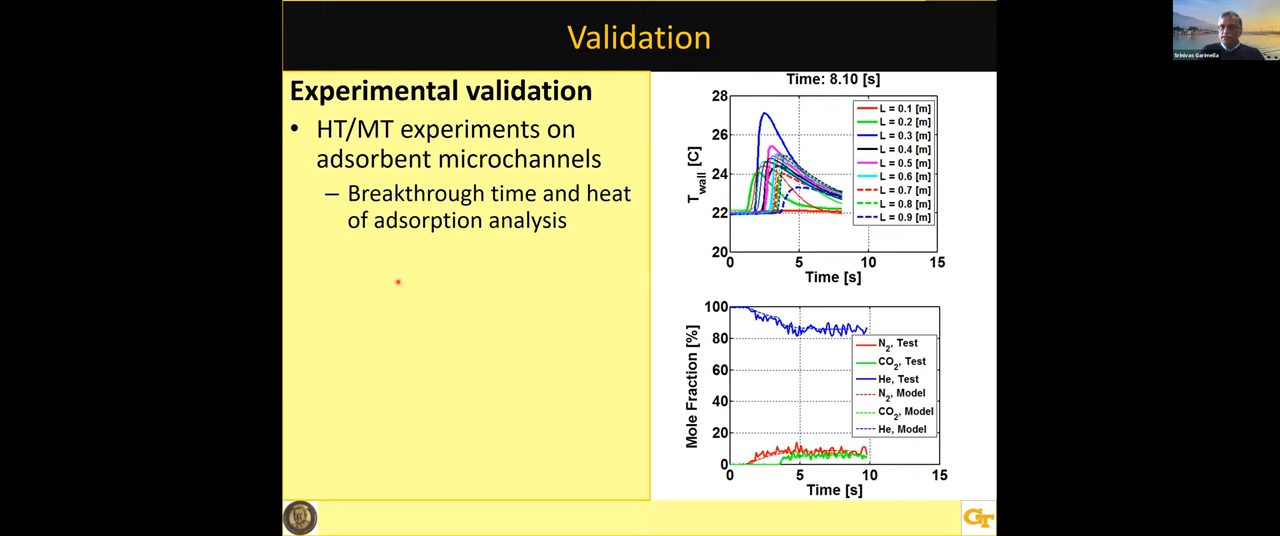 Validation
Srinivas Garimella
Experimental validation
• HT/MT experiments on
adsorbent microchannels
– Breakthrough time and heat
of adsorption analysis
Time: 8.10 [s]
28
26
24
22
20
T_wall [C]
0 5 10 15
Time [s]
L = 0.1 [m]
L = 0.2 [m]
L = 0.3 [m]
L = 0.4 [m]
L = 0.5 [m]
L = 0.6 [m]
L = 0.7 [m]
L = 0.8 [m]
L = 0.9 [m]
100
80
60
40
20
0
Mole Fraction [%]
0 5 10 15
Time [s]
N2, Test
CO2, Test
He, Test
N2, Model
CO2, Model
He, Model
GT